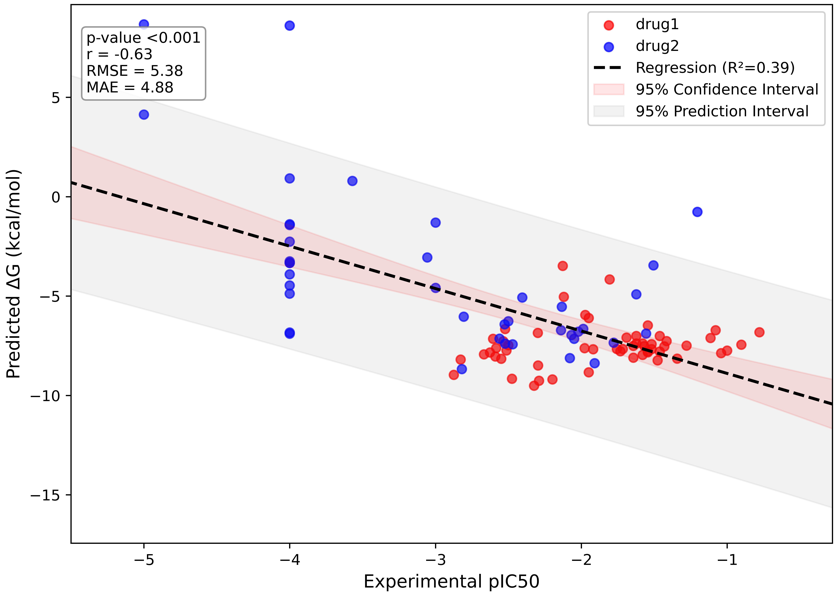 p-value <0.001
r = -0.63
RMSE = 5.38
MAE = 4.88
drug1
drug2
Regression (R²=0.39)
95% Confidence Interval
95% Prediction Interval
5
0
−5
−10
−15
Predicted ΔG (kcal/mol)
−5
−4
−3
−2
−1
Experimental pIC50